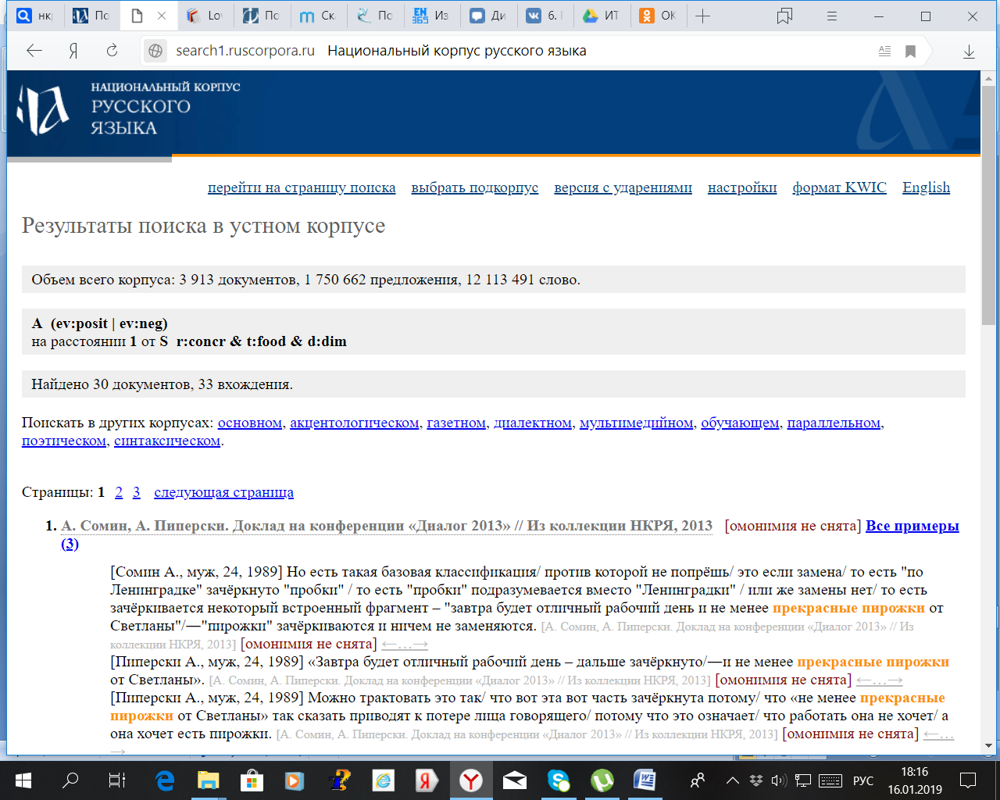 нкр
По
Lov
По
Ск
По
EN 365
Из
Ди
6. I
ИТ
ОК
Я
search1.ruscorpora.ru Национальный корпус русского языка
НАЦИОНАЛЬНЫЙ КОРПУС
РУССКОГО
ЯЗЫКА
перейти на страницу поиска выбрать подкорпус версия с ударениями настройки формат KWIC English
Результаты поиска в устном корпусе
Объем всего корпуса: 3 913 документов, 1 750 662 предложения, 12 113 491 слово.
A (ev:posit | ev:neg)
на расстоянии 1 от S r:concr & t:food & d:dim
Найдено 30 документов, 33 вхождения.
Поискать в других корпусах: основном, акцентологическом, газетном, диалектном, мультимедийном, обучающем, параллельном,
поэтическом, синтаксическом.
Страницы: 1 2 3 следующая страница
1. А. Сомин, А. Пиперски. Доклад на конференции «Диалог 2013» // Из коллекции НКРЯ, 2013 [омонимия не снята] Все примеры
(3)
[Сомин А., муж, 24, 1989] Но есть такая базовая классификация/ против которой не попрёшь/ это если замена/ то есть "по
Ленинградке" зачёркнуто "пробки" / то есть "пробки" подразумевается вместо "Ленинградки" / или же замены нет/ то есть
зачёркивается некоторый встроенный фрагмент – "завтра будет отличный рабочий день и не менее прекрасные пирожки от
Светланы"/—"пирожки" зачёркиваются и ничем не заменяются. [А. Сомин, А. Пиперски. Доклад на конференции «Диалог 2013» // Из
коллекции НКРЯ, 2013] [омонимия не снята] ←…→
[Пиперски А., муж, 24, 1989] «Завтра будет отличный рабочий день – дальше зачёркнуто/—и не менее прекрасные пирожки
от Светланы». [А. Сомин, А. Пиперски. Доклад на конференции «Диалог 2013» // Из коллекции НКРЯ, 2013] [омонимия не снята] ←…→
[Пиперски А., муж, 24, 1989] Можно трактовать это так/ что вот эта вот часть зачёркнута потому/ что «не менее прекрасные
пирожки от Светланы» так сказать приводят к потере лица говорящего/ потому что это означает/ что работать она не хочет/ а
она хочет есть пирожки. [А. Сомин, А. Пиперски. Доклад на конференции «Диалог 2013» // Из коллекции НКРЯ, 2013] [омонимия не снята] ←…
→
РУС
18:16
16.01.2019